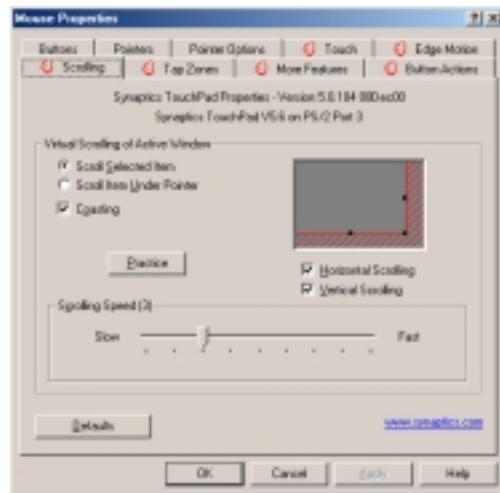 Mouse Properties
Buttons Pointers Pointer Options Touch Edge Motion
Scrolling Tap Zones More Features Button Actions
Synaptics TouchPad Properties - Version 5.0.184
Synaptics TouchPad V5.6 on PS/2 Port 3
Virtual Scrolling of Active Window
Scroll Selected Item
Scroll Item Under Pointer
Coasting
Practice
Horizontal Scrolling
Vertical Scrolling
Scrolling Speed (3)
Slow Fast
Defaults
www.synaptics.com
OK Cancel Apply Help